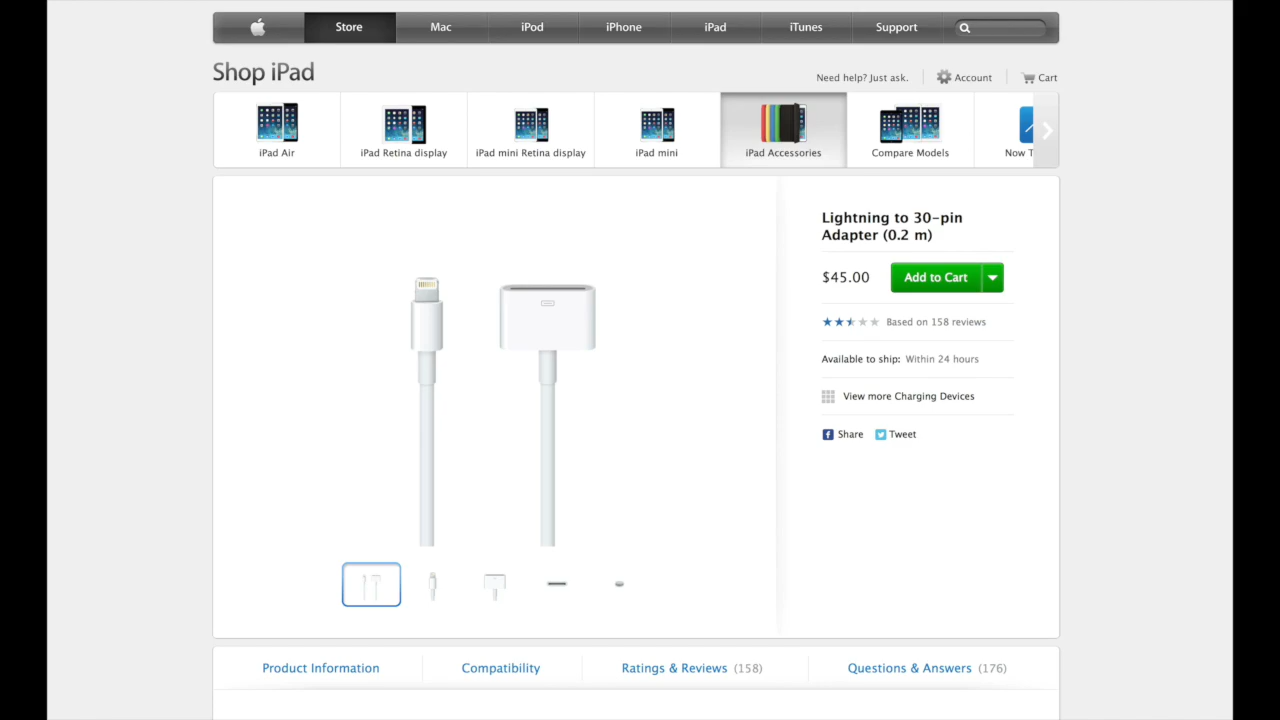 Store
Mac
iPod
iPhone
iPad
iTunes
Support
Shop iPad
Need help? Just ask.
Account
Cart
iPad Air
iPad Retina display
iPad mini Retina display
iPad mini
iPad Accessories
Compare Models
Now T
Lightning to 30-pin
Adapter (0.2 m)
$45.00
Add to Cart
Based on 158 reviews
Available to ship: Within 24 hours
View more Charging Devices
Share
Tweet
Product Information
Compatibility
Ratings & Reviews (158)
Questions & Answers (176)